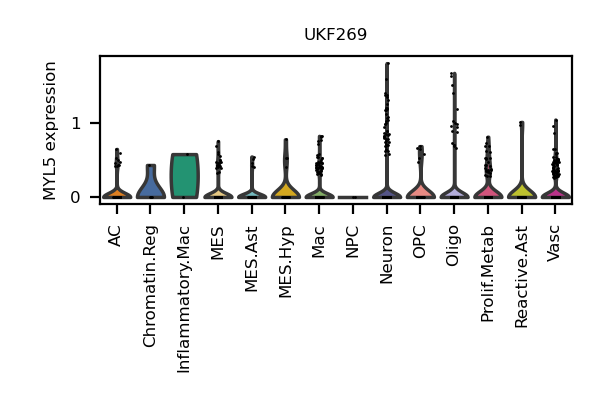 UKF269
MYL5 expression
1
0
AC
Chromatin.Reg
Inflammatory.Mac
MES
MES.Ast
MES.Hyp
Mac
NPC
Neuron
OPC
Oligo
Prolif.Metab
Reactive.Ast
Vasc